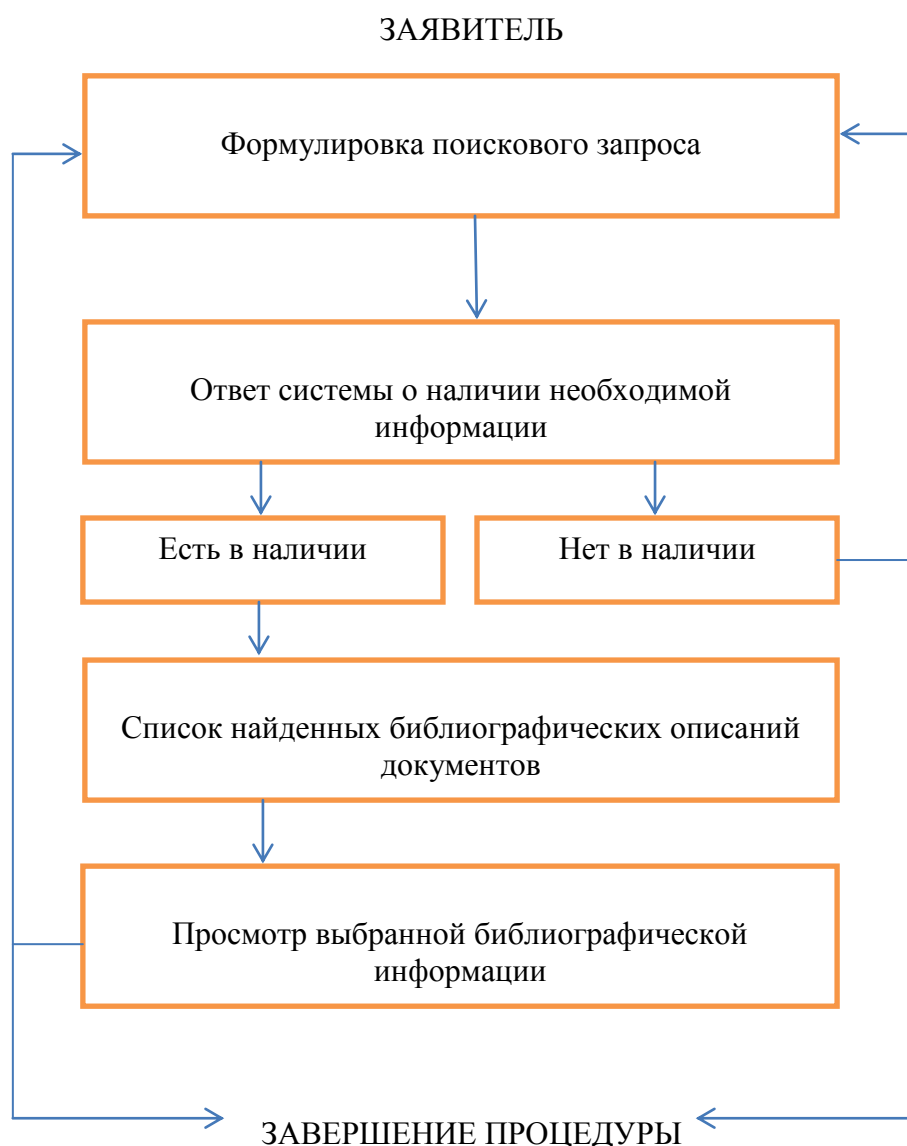 ЗАЯВИТЕЛЬ
Формулировка поискового запроса
Ответ системы о наличии необходимой
информации
Есть в наличии
Нет в наличии
Список найденных библиографических описаний
документов
Просмотр выбранной библиографической
информации
ЗАВЕРШЕНИЕ ПРОЦЕДУРЫ